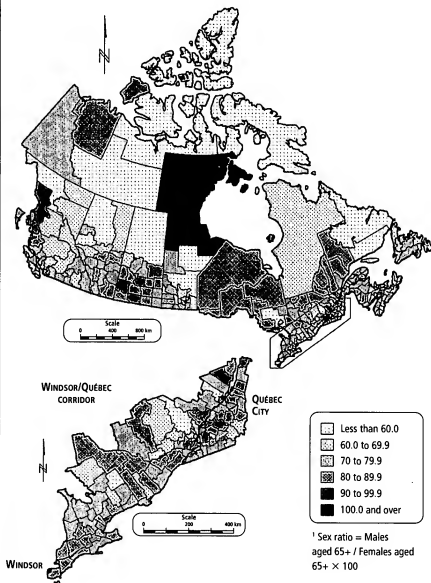 N
Scale
0 400 800 km
WINDSOR/QUÉBEC
CORRIDOR
QUÉBEC
CITY
N
Scale
0 200 400 km
WINDSOR
Less than 60.0
60.0 to 69.9
70 to 79.9
80 to 89.9
90 to 99.9
100.0 and over
¹ Sex ratio = Males
aged 65+ / Females aged
65+ × 100